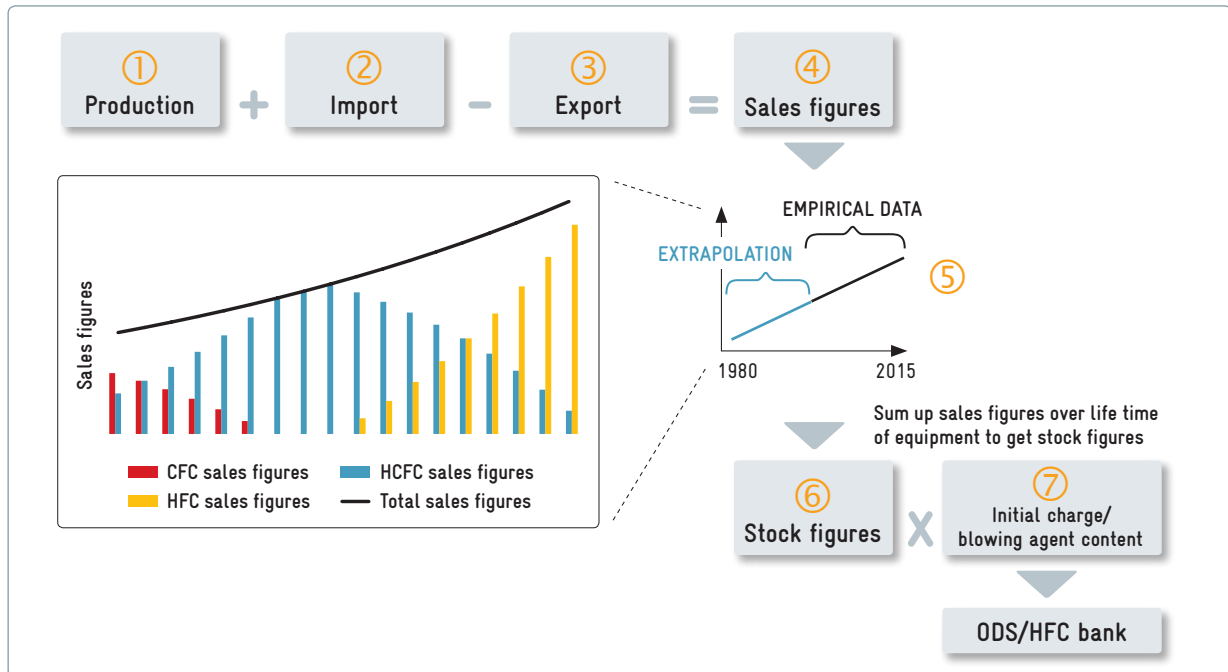 ①
Production
+
②
Import
-
③
Export
=
④
Sales figures
Sales figures
CFC sales figures
HCFC sales figures
HFC sales figures
Total sales figures
EMPIRICAL DATA
EXTRAPOLATION
⑤
1980
2015
Sum up sales figures over life time
of equipment to get stock figures
⑥
Stock figures
X
⑦
Initial charge/
blowing agent content
ODS/HFC bank